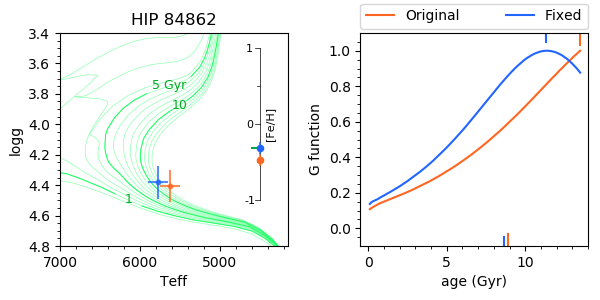 HIP 84862
Original Fixed
3.4
3.6
3.8
4.0
4.2
4.4
4.6
4.8
logg
7000 6000 5000
Teff
5 Gyr
10
1
1
0
-1
[Fe/H]
1.0
0.8
0.6
0.4
0.2
0.0
G function
0 5 10
age (Gyr)